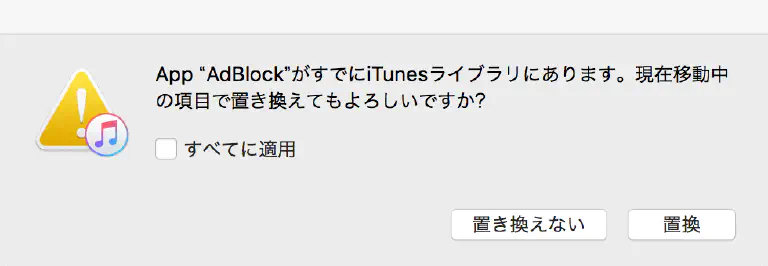 App “AdBlock”がすでにiTunesライブラリにあります。現在移動中
の項目で置き換えてもよろしいですか?
すべてに適用
置き換えない
置換